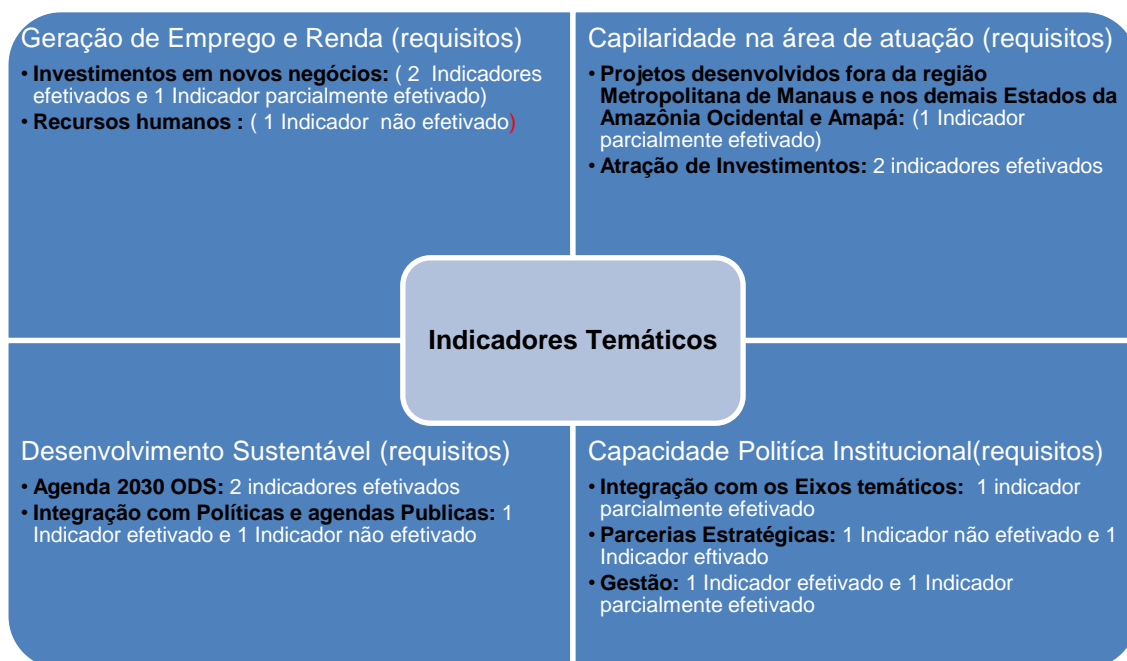 Geração de Emprego e Renda (requisitos)
• Investimentos em novos negócios: ( 2 Indicadores
efetivados e 1 Indicador parcialmente efetivado)
• Recursos humanos : ( 1 Indicador não efetivado)
Capilaridade na área de atuação (requisitos)
• Projetos desenvolvidos fora da região
Metropolitana de Manaus e nos demais Estados da
Amazônia Ocidental e Amapá: (1 Indicador
parcialmente efetivado)
• Atração de Investimentos: 2 indicadores efetivados
Indicadores Temáticos
Desenvolvimento Sustentável (requisitos)
• Agenda 2030 ODS: 2 indicadores efetivados
• Integração com Políticas e agendas Publicas: 1
Indicador efetivado e 1 Indicador não efetivado
Capacidade Politíca Institucional(requisitos)
• Integração com os Eixos temáticos: 1 indicador
parcialmente efetivado
• Parcerias Estratégicas: 1 Indicador não efetivado e 1
Indicador eftivado
• Gestão: 1 Indicador efetivado e 1 Indicador
parcialmente efetivado